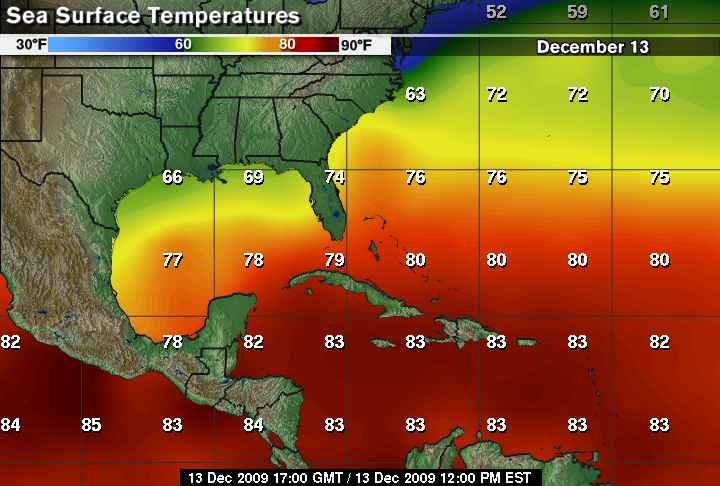 Sea Surface Temperatures 52 59 61
30°F 60 80 90°F December 13
63 72 72 70
66 69 74 76 76 75 75
77 78 79 80 80 80 80
82 78 82 83 83 83 83 82
84 85 83 84 83 83 83 83 83
13 Dec 2009 17:00 GMT / 13 Dec 2009 12:00 PM EST